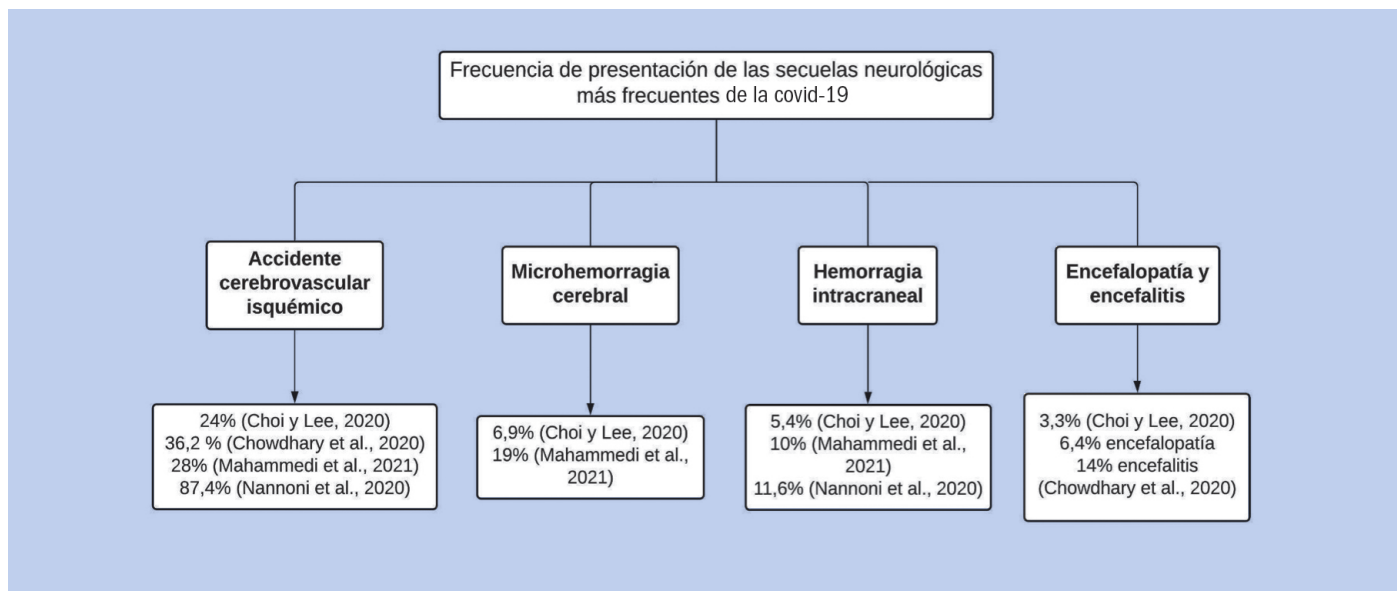 Frecuencia de presentación de las secuelas neurológicas
más frecuentes de la covid-19
Accidente
cerebrovascular
isquémico
Microhemorragia
cerebral
Hemorragia
intracraneal
Encefalopatía y
encefalitis
24% (Choi y Lee, 2020)
36,2 % (Chowdhary et al., 2020)
28% (Mahammedi et al., 2021)
87,4% (Nannoni et al., 2020)
6,9% (Choi y Lee, 2020)
19% (Mahammedi et al.,
2021)
5,4% (Choi y Lee, 2020)
10% (Mahammedi et al.,
2021)
11,6% (Nannoni et al., 2020)
3,3% (Choi y Lee, 2020)
6,4% encefalopatía
14% encefalitis
(Chowdhary et al., 2020)